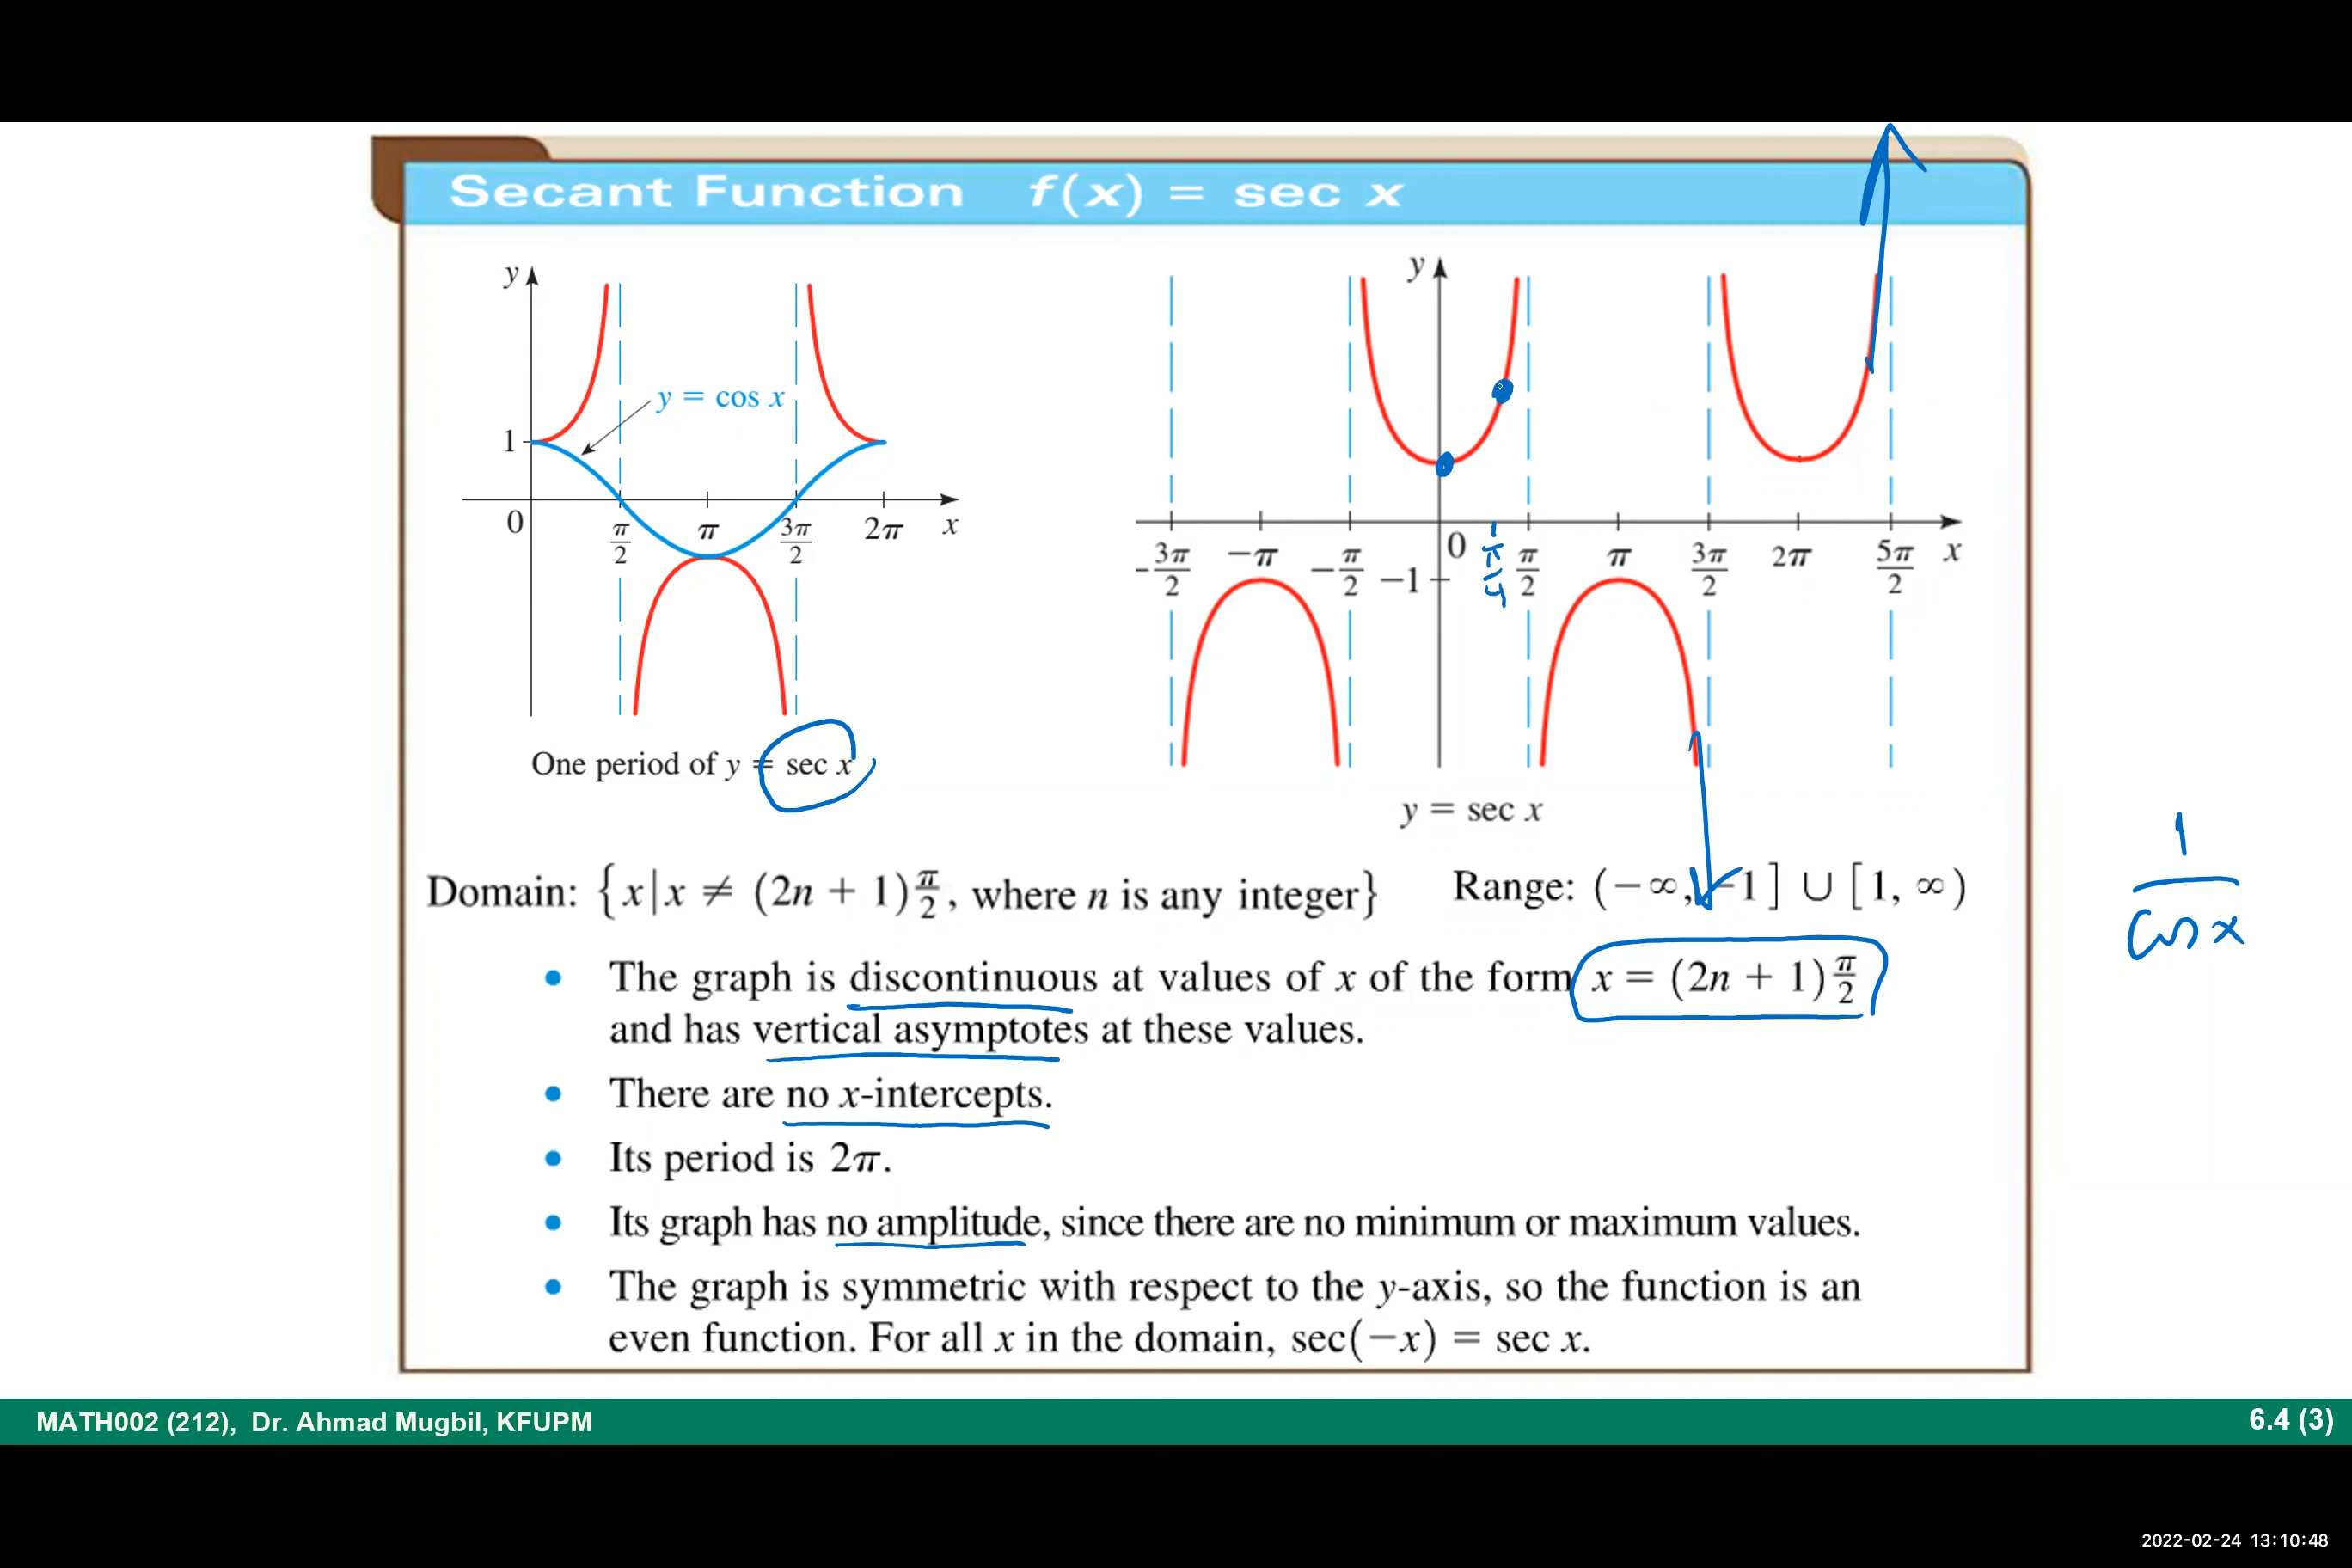 Secant Function f(x) = sec x
y
y = cos x
1
0 π/2 π 3π/2 2π x
One period of y = sec x
y
-3π/2 -π -π/2 0 π/4 π/2 π 3π/2 2π 5π/2 x
-1
y = sec x
Domain: {x|x ≠ (2n + 1)π/2, where n is any integer} Range: (-∞, -1] ∪ [1, ∞)
1/cos x
• The graph is discontinuous at values of x of the form x = (2n + 1)π/2
and has vertical asymptotes at these values.
• There are no x-intercepts.
• Its period is 2π.
• Its graph has no amplitude, since there are no minimum or maximum values.
• The graph is symmetric with respect to the y-axis, so the function is an
even function. For all x in the domain, sec(-x) = sec x.
MATH002 (212), Dr. Ahmad Mugbil, KFUPM 6.4 (3)
2022-02-24 13:10:48